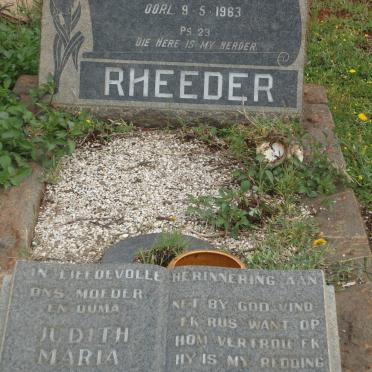 OORL. 9-5-1963
PS. 23
DIE HERE IS MY HERDER
RHEEDER
IN LIEFDEVOLLE HERINNERING AAN
ONS MOEDER
EN OUMA
JUDITH
MARIA
NET BY GOD VIND
EK RUS WANT OP
HOM VERTROU EK
HY IS MY REDDING